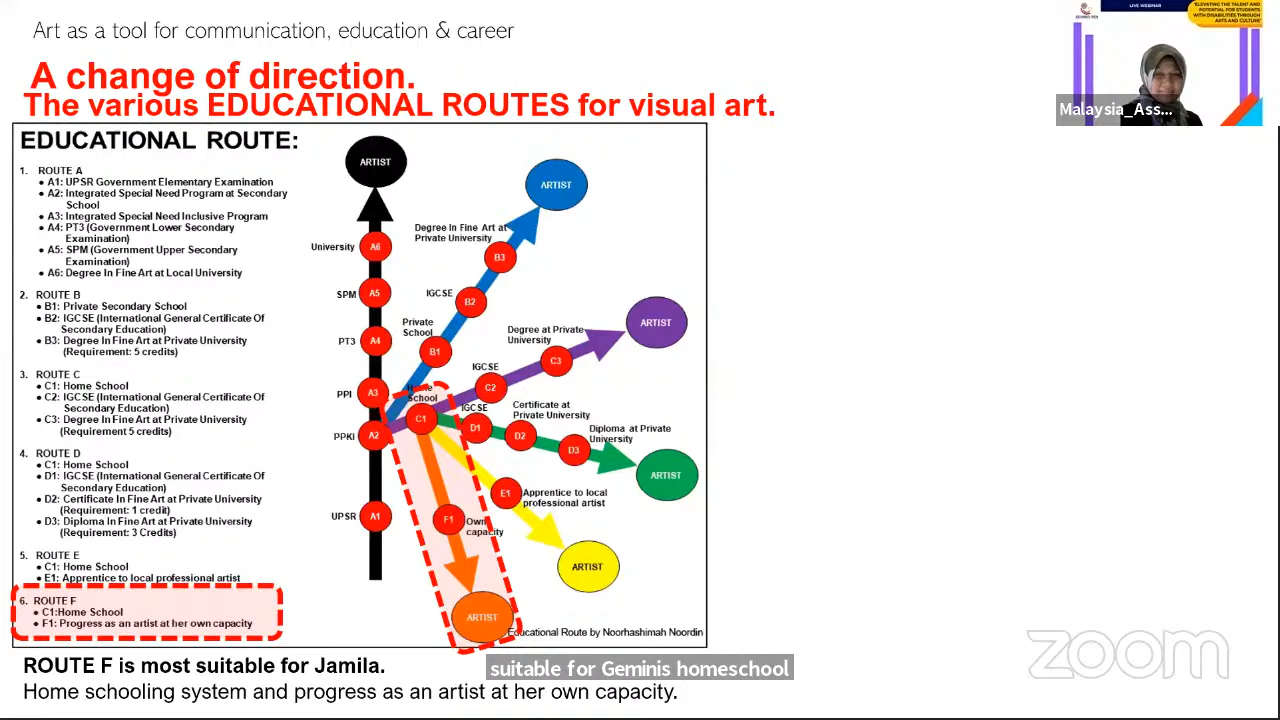 Art as a tool for communication, education & career
A change of direction.
The various EDUCATIONAL ROUTES for visual art.
EDUCATIONAL ROUTE:
1. ROUTE A
● A1: UPSR Government Elementary Examination
● A2: Integrated Special Need Program at Secondary
School
● A3: Integrated Special Need Inclusive Program
● A4: PT3 (Government Lower Secondary
Examination)
● A5: SPM (Government Upper Secondary
Examination)
● A6: Degree In Fine Art at Local University
2. ROUTE B
● B1: Private Secondary School
● B2: IGCSE (International General Certificate Of
Secondary Education)
● B3: Degree In Fine Art at Private University
(Requirement: 5 credits)
3. ROUTE C
● C1: Home School
● C2: IGCSE (International General Certificate Of
Secondary Education)
● C3: Degree In Fine Art at Private University
(Requirement 5 credits)
4. ROUTE D
● C1: Home School
● D1: IGCSE (International General Certificate Of
Secondary Education)
● D2: Certificate In Fine Art at Private University
(Requirement: 1 credit)
● D3: Diploma In Fine Art at Private University
(Requirement: 3 Credits)
5. ROUTE E
● C1: Home School
● E1: Apprentice to local professional artist
6. ROUTE F
● C1:Home School
● F1: Progress as an artist at her own capacity
ARTIST
University
A6
SPM
A5
PT3
A4
PPI
A3
PPKI
A2
UPSR
A1
ARTIST
Degree In Fine Art at
Private University
B3
IGCSE
B2
Private
School
B1
ARTIST
Degree at Private
University
C3
IGCSE
C2
Home
School
C1
IGCSE
D1
Certificate at
Private University
D2
Diploma at Private
University
D3
ARTIST
E1
Apprentice to local
professional artist
ARTIST
F1
Own
capacity
ARTIST
Educational Route by Noorhashimah Noordin
ROUTE F is most suitable for Jamila.
Home schooling system and progress as an artist at her own capacity.
suitable for Geminis homeschool
LIVE WEBINAR
"ELEVATING THE TALENT AND
POTENTIAL FOR STUDENTS
WITH DISABILITIES THROUGH
ARTS AND CULTURE"
Malaysia_Ass...
zoom